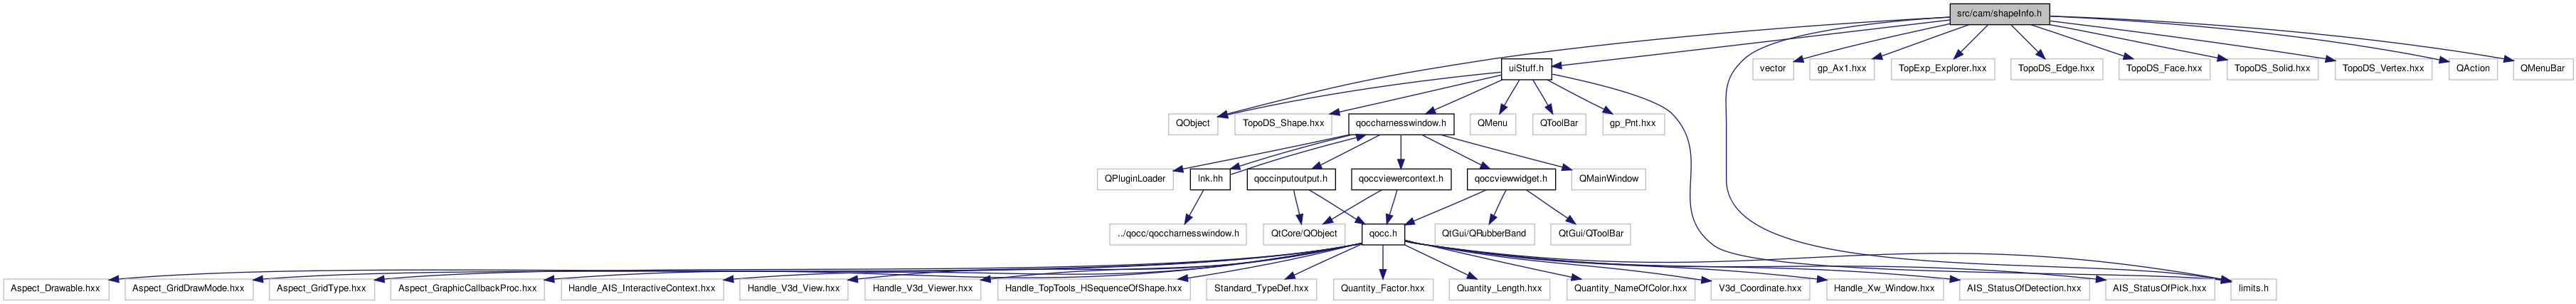 src/cam/shapeInfo.h
uiStuff.h
vector
gp_Ax1.hxx
TopExp_Explorer.hxx
TopoDS_Edge.hxx
TopoDS_Face.hxx
TopoDS_Solid.hxx
TopoDS_Vertex.hxx
QAction
QMenuBar
QObject
TopoDS_Shape.hxx
qoccharnesswindow.h
QMenu
QToolBar
gp_Pnt.hxx
QPluginLoader
lnk.hh
qoccinputoutput.h
qoccviewercontext.h
qoccviewwidget.h
QMainWindow
../qocc/qoccharnesswindow.h
QtCore/QObject
qocc.h
QtGui/QRubberBand
QtGui/QToolBar
Aspect_Drawable.hxx
Aspect_GridDrawMode.hxx
Aspect_GridType.hxx
Aspect_GraphicCallbackProc.hxx
Handle_AIS_InteractiveContext.hxx
Handle_V3d_View.hxx
Handle_V3d_Viewer.hxx
Handle_TopTools_HSequenceOfShape.hxx
Standard_TypeDef.hxx
Quantity_Factor.hxx
Quantity_Length.hxx
Quantity_NameOfColor.hxx
V3d_Coordinate.hxx
Handle_Xw_Window.hxx
AIS_StatusOfDetection.hxx
AIS_StatusOfPick.hxx
limits.h